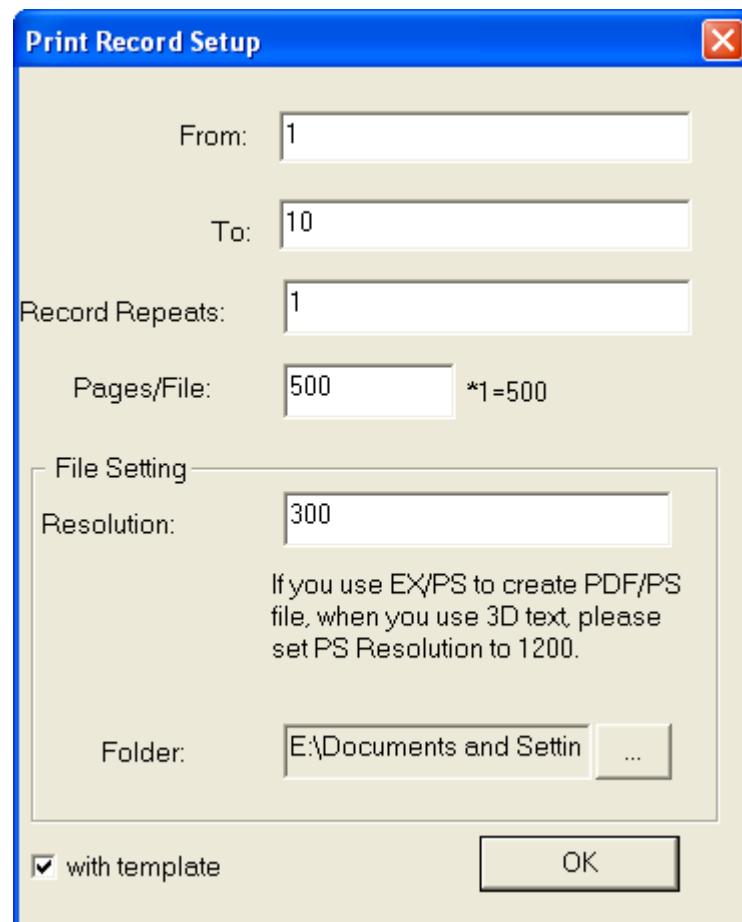 Print Record Setup
From: 1
To: 10
Record Repeats: 1
Pages/File: 500 *1=500
File Setting
Resolution: 300
If you use EX/PS to create PDF/PS
file, when you use 3D text, please
set PS Resolution to 1200.
Folder: E:\Documents and Settin ...
with template OK